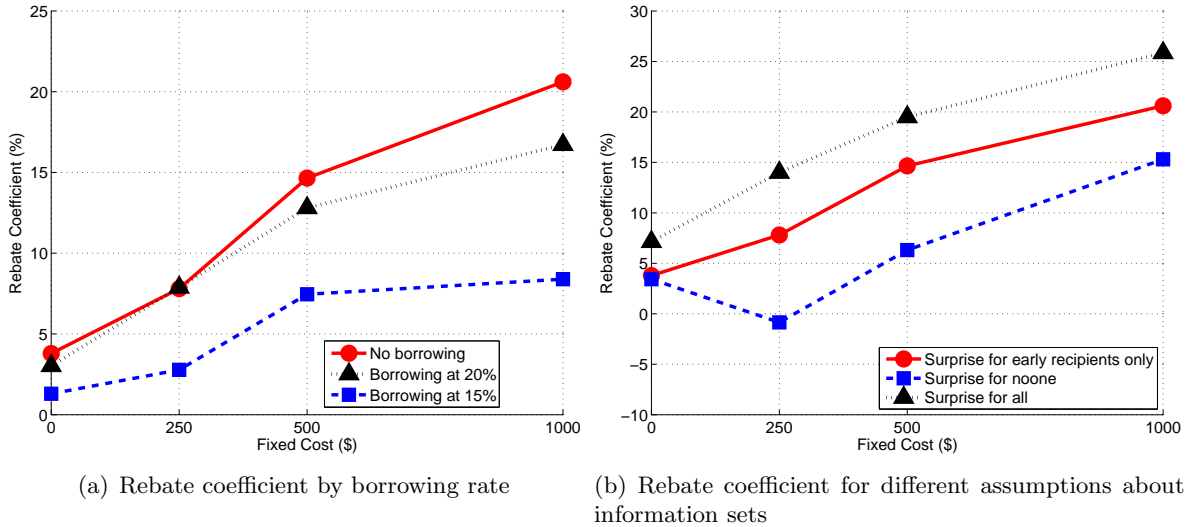 25
20
15
10
5
0
0
250
500
1000
Rebate Coefficient (%)
Fixed Cost ($)
No borrowing
Borrowing at 20%
Borrowing at 15%
(a) Rebate coefficient by borrowing rate
30
25
20
15
10
5
0
−5
−10
0
250
500
1000
Rebate Coefficient (%)
Fixed Cost ($)
Surprise for early recipients only
Surprise for noone
Surprise for all
(b) Rebate coefficient for different assumptions about
information sets